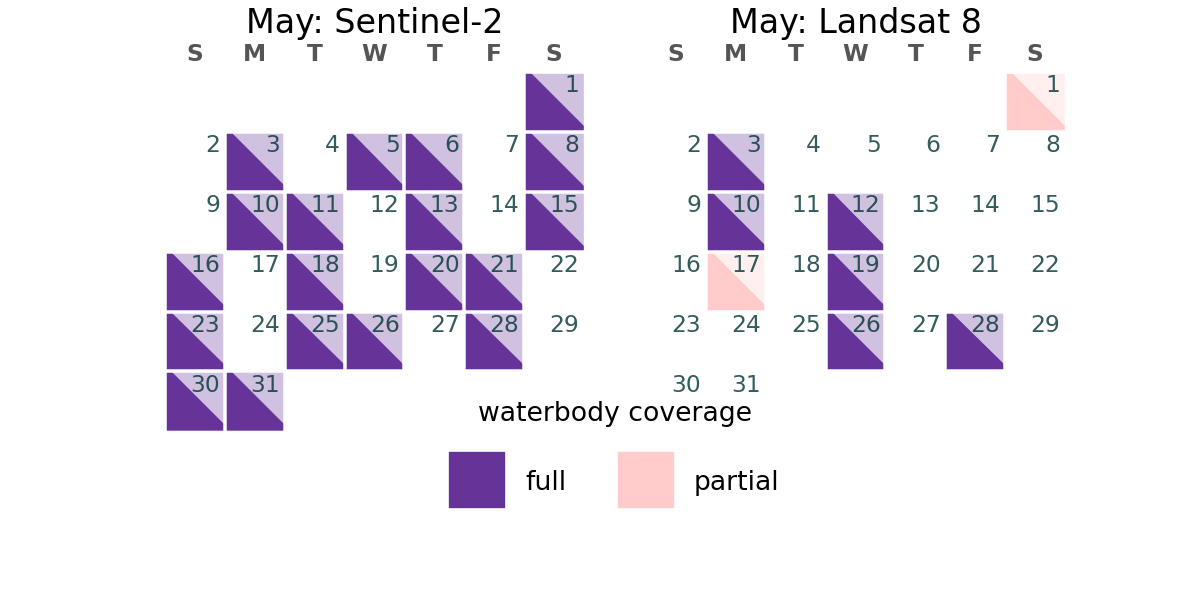 May: Sentinel-2
S M T W T F S
1
2 3 4 5 6 7 8
9 10 11 12 13 14 15
16 17 18 19 20 21 22
23 24 25 26 27 28 29
30 31
May: Landsat 8
S M T W T F S
1
2 3 4 5 6 7 8
9 10 11 12 13 14 15
16 17 18 19 20 21 22
23 24 25 26 27 28 29
30 31
waterbody coverage
full
partial